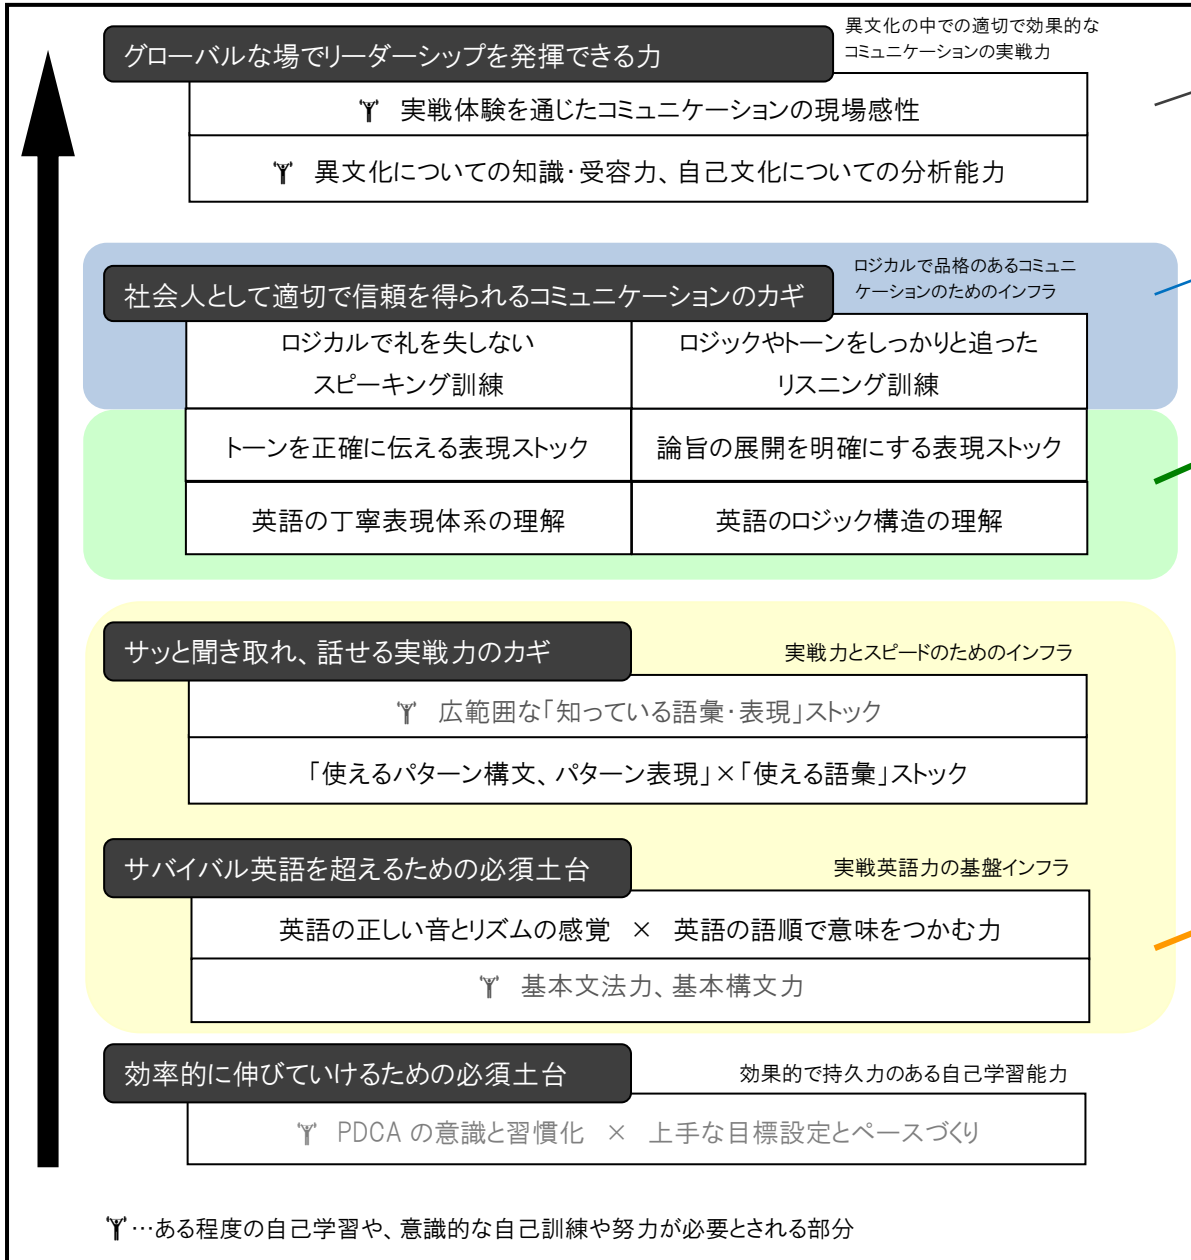 グローバルな場でリーダーシップを発揮できる力
異文化の中での適切で効果的な
コミュニケーションの実戦力
実戦体験を通じたコミュニケーションの現場感性
異文化についての知識・受容力、自己文化についての分析能力
社会人として適切で信頼を得られるコミュニケーションのカギ
ロジカルで品格のあるコミュニ
ケーションのためのインフラ
ロジカルで礼を失しない
スピーキング訓練
ロジックやトーンをしっかりと追った
リスニング訓練
トーンを正確に伝える表現ストック
論旨の展開を明確にする表現ストック
英語の丁寧表現体系の理解
英語のロジック構造の理解
サッと聞き取れ、話せる実戦力のカギ
実戦力とスピードのためのインフラ
広範囲な「知っている語彙・表現」ストック
「使えるパターン構文、パターン表現」×「使える語彙」ストック
サバイバル英語を超えるための必須土台
実戦英語力の基盤インフラ
英語の正しい音とリズムの感覚 × 英語の語順で意味をつかむ力
基本文法力、基本構文力
効率的に伸びていけるための必須土台
効果的で持久力のある自己学習能力
PDCA の意識と習慣化 × 上手な目標設定とペースづくり
…ある程度の自己学習や、意識的な自己訓練や努力が必要とされる部分